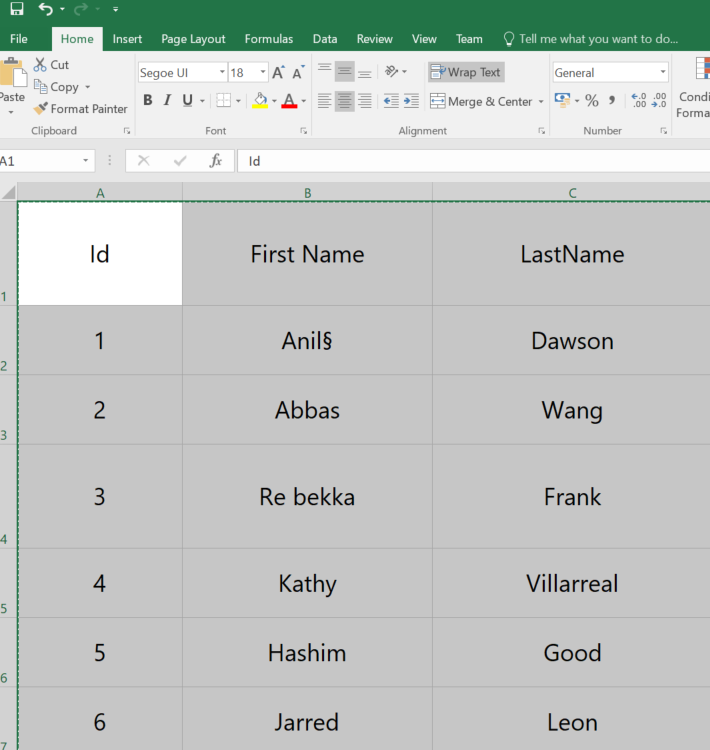 File Home Insert Page Layout Formulas Data Review View Team Tell me what you want to do...
Cut
Copy
Format Painter
Paste
Clipboard
Segoe UI 18 A A
B I U A
Font
Wrap Text
Merge & Center
Alignment
General
% , .0 .00 .00 .0
Number
Condi
Forma
A1 fx Id
A B C
1 Id First Name LastName
2 1 Anil§ Dawson
3 2 Abbas Wang
4 3 Re bekka Frank
5 4 Kathy Villarreal
6 5 Hashim Good
7 6 Jarred Leon